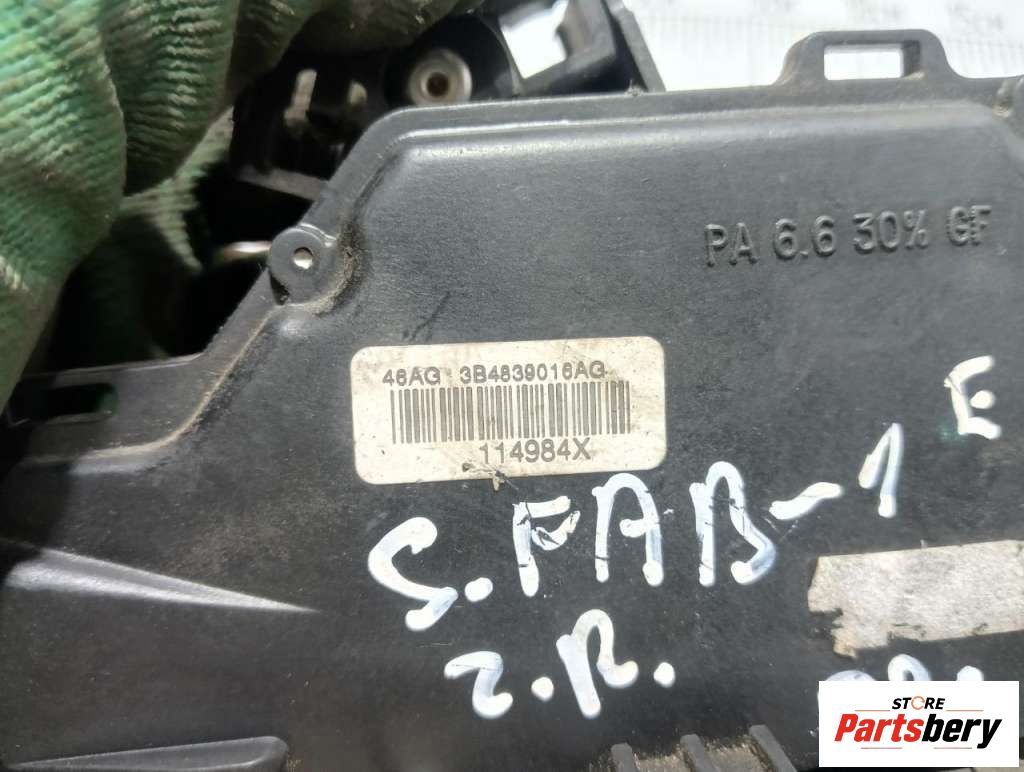 PA 6.6 30% GF
46AG 3B4839016AG
114984X
E
S.FAB-1
Z.R.
STORE
Partsbery